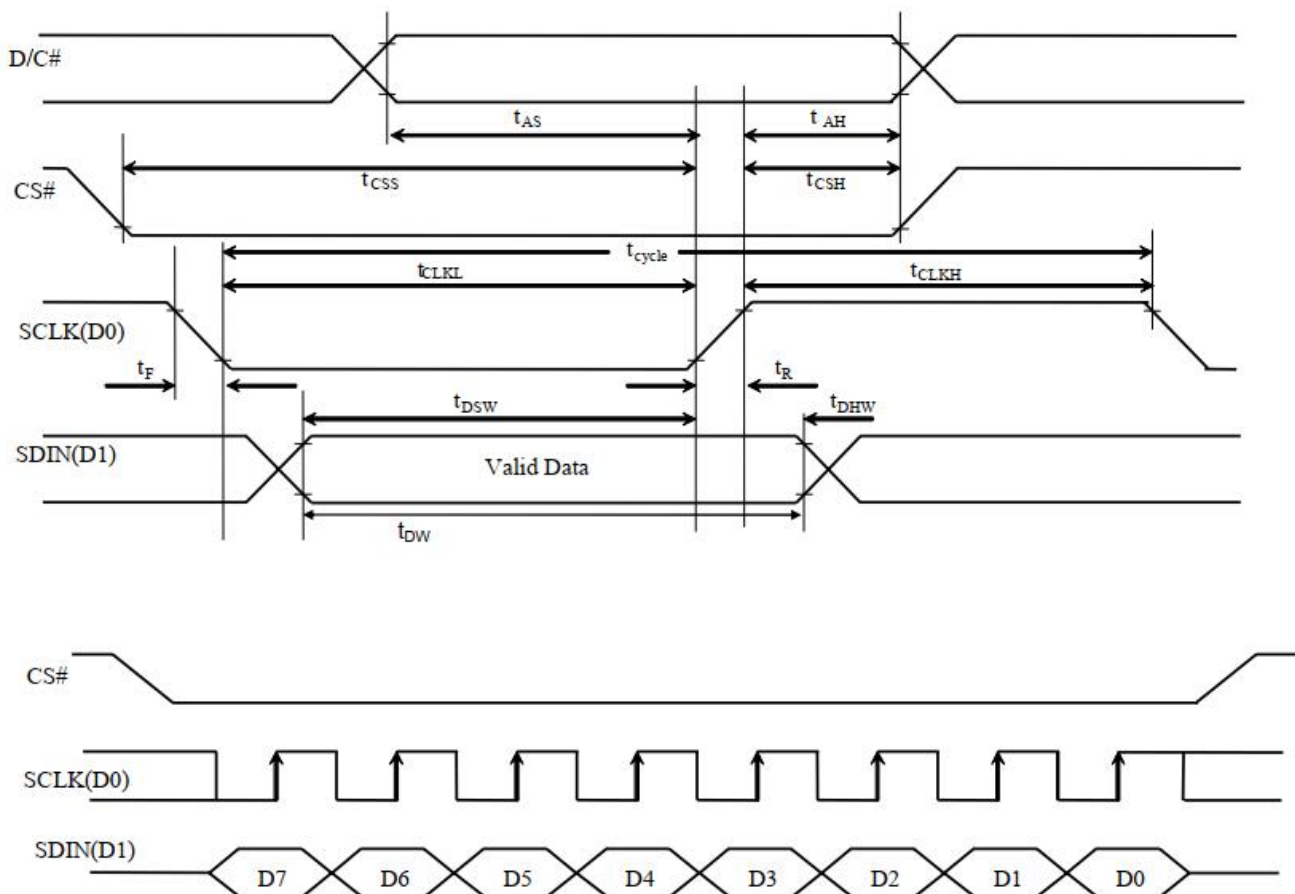 D/C#
tAS
t AH
CS#
tCSS
tCSH
tcycle
tCLKL
tCLKH
SCLK(D0)
tF
tR
tDSW
tDHW
SDIN(D1)
Valid Data
tDW
CS#
SCLK(D0)
SDIN(D1)
D7 D6 D5 D4 D3 D2 D1 D0